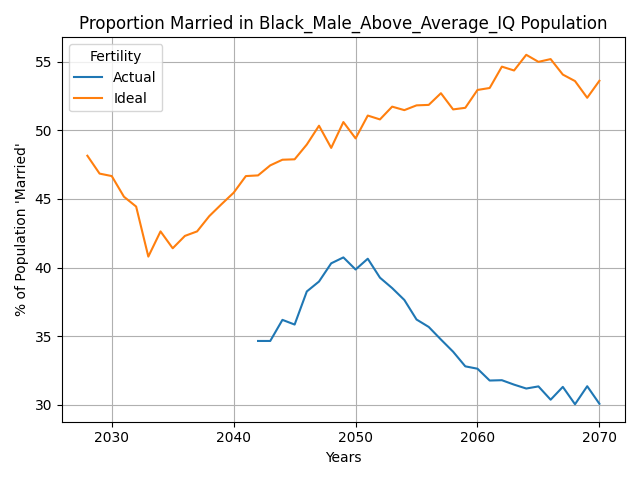 Proportion Married in Black_Male_Above_Average_IQ Population
Fertility
Actual
Ideal
% of Population 'Married'
55
50
45
40
35
30
2030
2040
2050
2060
2070
Years